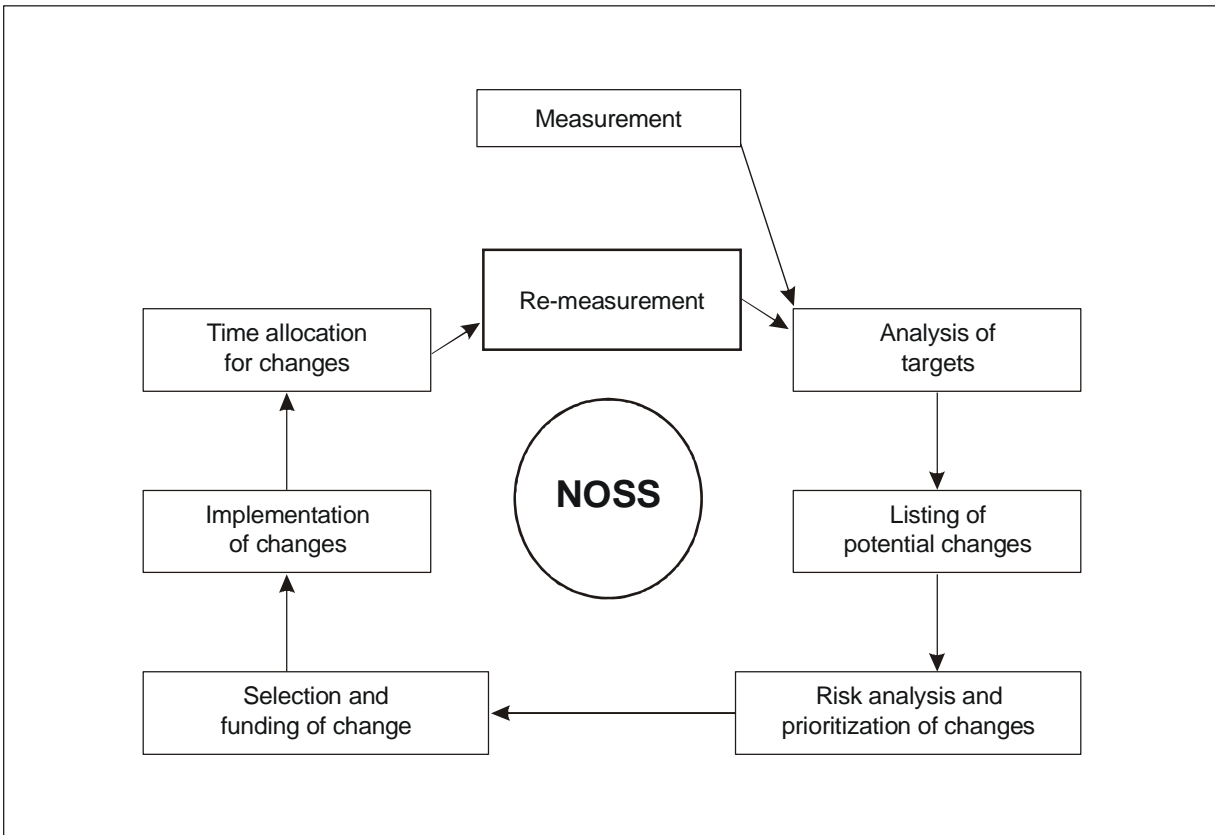 Measurement
Re-measurement
Time allocation
for changes
Analysis of
targets
NOSS
Implementation
of changes
Listing of
potential changes
Selection and
funding of change
Risk analysis and
prioritization of changes